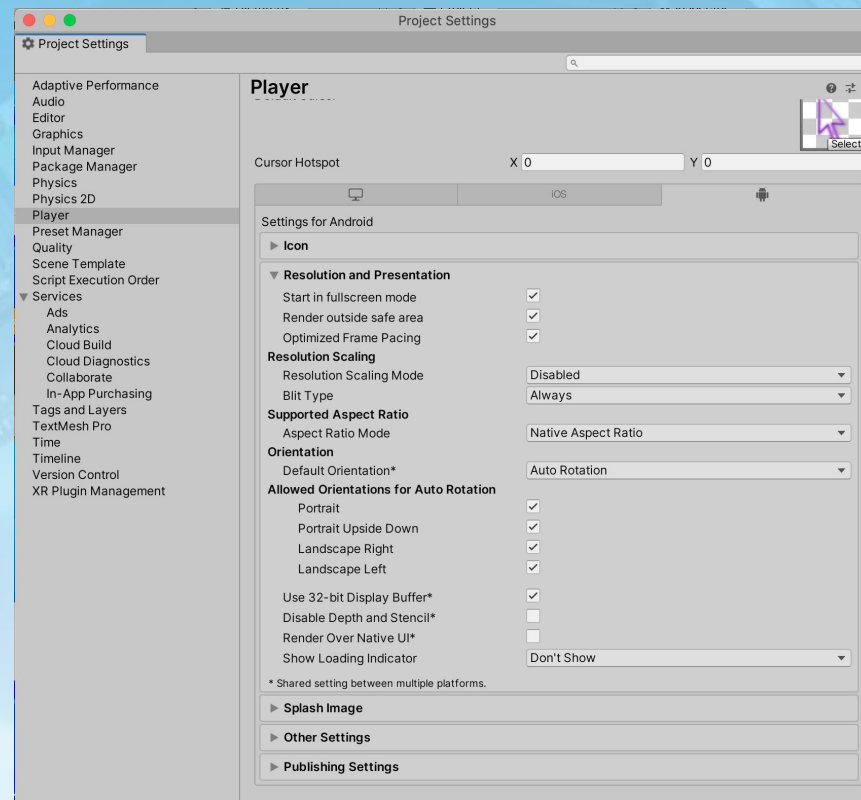 Project Settings
Project Settings
Adaptive Performance
Audio
Editor
Graphics
Input Manager
Package Manager
Physics
Physics 2D
Player
Preset Manager
Quality
Scene Template
Script Execution Order
Services
Ads
Analytics
Cloud Build
Cloud Diagnostics
Collaborate
In-App Purchasing
Tags and Layers
TextMesh Pro
Time
Timeline
Version Control
XR Plugin Management
Player
Select
Cursor Hotspot X 0 Y 0
iOS
Settings for Android
Icon
Resolution and Presentation
Start in fullscreen mode
Render outside safe area
Optimized Frame Pacing
Resolution Scaling
Resolution Scaling Mode Disabled
Blit Type Always
Supported Aspect Ratio
Aspect Ratio Mode Native Aspect Ratio
Orientation
Default Orientation* Auto Rotation
Allowed Orientations for Auto Rotation
Portrait
Portrait Upside Down
Landscape Right
Landscape Left
Use 32-bit Display Buffer*
Disable Depth and Stencil*
Render Over Native UI*
Show Loading Indicator Don't Show
* Shared setting between multiple platforms.
Splash Image
Other Settings
Publishing Settings